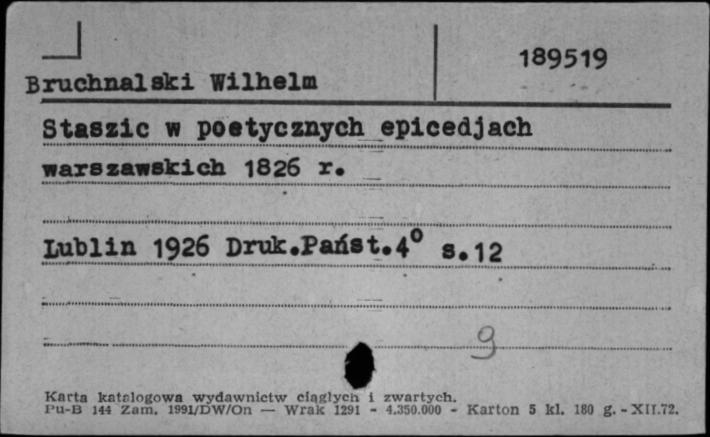 189519
Bruchnalski Wilhelm
Staszic w poetycznych epicedjach
warszawskich 1826 r.
Lublin 1926 Druk.Państ.4° s.12
9
Karta katalogowa wydawnictw ciągłych i zwartych.
Pu-B 144 Zam. 1991/DW/On — Wrak 1291 - 4.350.000 - Karton 5 kl. 180 g. - XII.72.